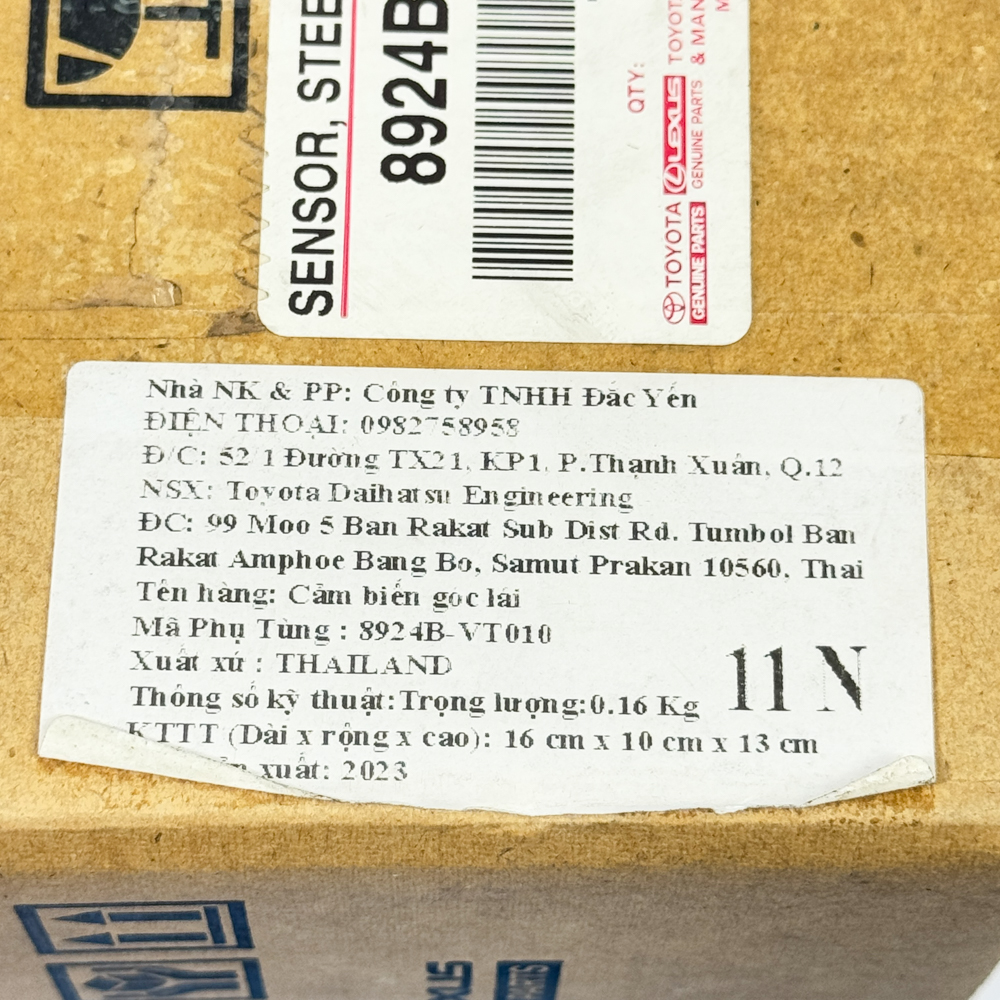 SENSOR, STEE
8924B
QTY:
TOYOTA LEXUS TOYOTA
GENUINE PARTS GENUINE PARTS & MAN
Nhà NK & PP: Công ty TNHH Đắc Yến
ĐIỆN THOẠI: 0982758958
Đ/C: 52/1 Đường TX21, KP1, P.Thạnh Xuân, Q.12
NSX: Toyota Daihatsu Engineering
ĐC: 99 Moo 5 Ban Rakat Sub Dist Rd. Tumbol Ban
Rakat Amphoe Bang Bo, Samut Prakan 10560, Thai
Tên hàng: Cảm biến góc lái
Mã Phụ Tùng : 8924B-VT010
Xuất xứ : THAILAND
Thông số kỹ thuật:Trọng lượng:0.16 Kg
11 N
KTTT (Dài x rộng x cao): 16 cm x 10 cm x 13 cm
xuất: 2023
EXUS
PARTS